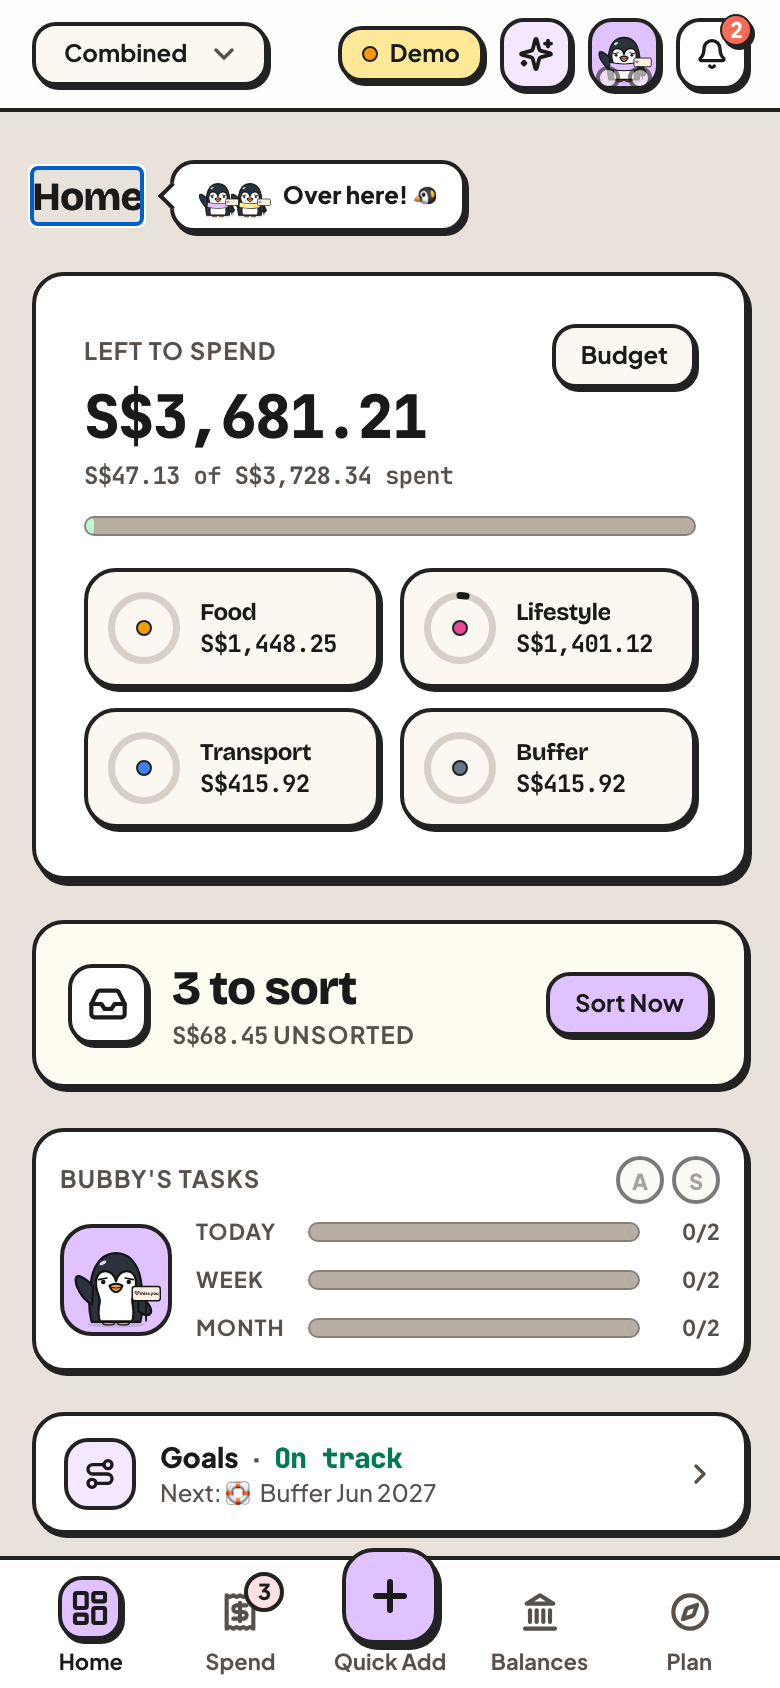 Combined
Demo
2
Home
Over here! 🐧
LEFT TO SPEND
Budget
S$3,681.21
S$47.13 of S$3,728.34 spent
Food
S$1,448.25
Lifestyle
S$1,401.12
Transport
S$415.92
Buffer
S$415.92
3 to sort
S$68.45 UNSORTED
Sort Now
BUBBY'S TASKS
A S
TODAY 0/2
WEEK 0/2
MONTH 0/2
miss you
Goals · On track
Next: 🛟 Buffer Jun 2027
3
Home
Spend
Quick Add
Balances
Plan